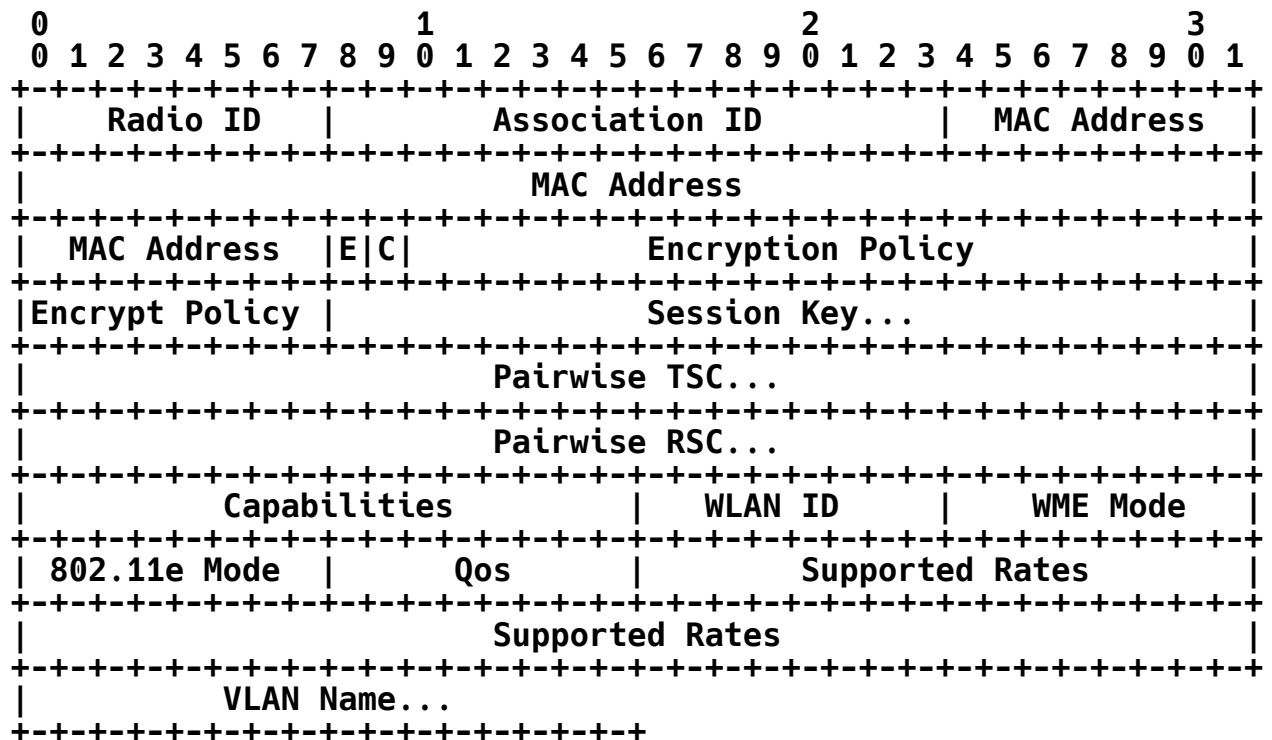 0                   1                   2                   3
 0 1 2 3 4 5 6 7 8 9 0 1 2 3 4 5 6 7 8 9 0 1 2 3 4 5 6 7 8 9 0 1
+-+-+-+-+-+-+-+-+-+-+-+-+-+-+-+-+-+-+-+-+-+-+-+-+-+-+-+-+-+-+-+-+
|    Radio ID   |        Association ID         |  MAC Address  |
+-+-+-+-+-+-+-+-+-+-+-+-+-+-+-+-+-+-+-+-+-+-+-+-+-+-+-+-+-+-+-+-+
|                          MAC Address                          |
+-+-+-+-+-+-+-+-+-+-+-+-+-+-+-+-+-+-+-+-+-+-+-+-+-+-+-+-+-+-+-+-+
|  MAC Address  |E|C|            Encryption Policy              |
+-+-+-+-+-+-+-+-+-+-+-+-+-+-+-+-+-+-+-+-+-+-+-+-+-+-+-+-+-+-+-+-+
|Encrypt Policy |                Session Key...                 |
+-+-+-+-+-+-+-+-+-+-+-+-+-+-+-+-+-+-+-+-+-+-+-+-+-+-+-+-+-+-+-+-+
|                        Pairwise TSC...                        |
+-+-+-+-+-+-+-+-+-+-+-+-+-+-+-+-+-+-+-+-+-+-+-+-+-+-+-+-+-+-+-+-+
|                        Pairwise RSC...                        |
+-+-+-+-+-+-+-+-+-+-+-+-+-+-+-+-+-+-+-+-+-+-+-+-+-+-+-+-+-+-+-+-+
|          Capabilities         |   WLAN ID     |    WME Mode   |
+-+-+-+-+-+-+-+-+-+-+-+-+-+-+-+-+-+-+-+-+-+-+-+-+-+-+-+-+-+-+-+-+
| 802.11e Mode  |      Qos      |        Supported Rates        |
+-+-+-+-+-+-+-+-+-+-+-+-+-+-+-+-+-+-+-+-+-+-+-+-+-+-+-+-+-+-+-+-+
|                        Supported Rates                        |
+-+-+-+-+-+-+-+-+-+-+-+-+-+-+-+-+-+-+-+-+-+-+-+-+-+-+-+-+-+-+-+-+
|          VLAN Name...
+-+-+-+-+-+-+-+-+-+-+-+-+-+-+-+-+